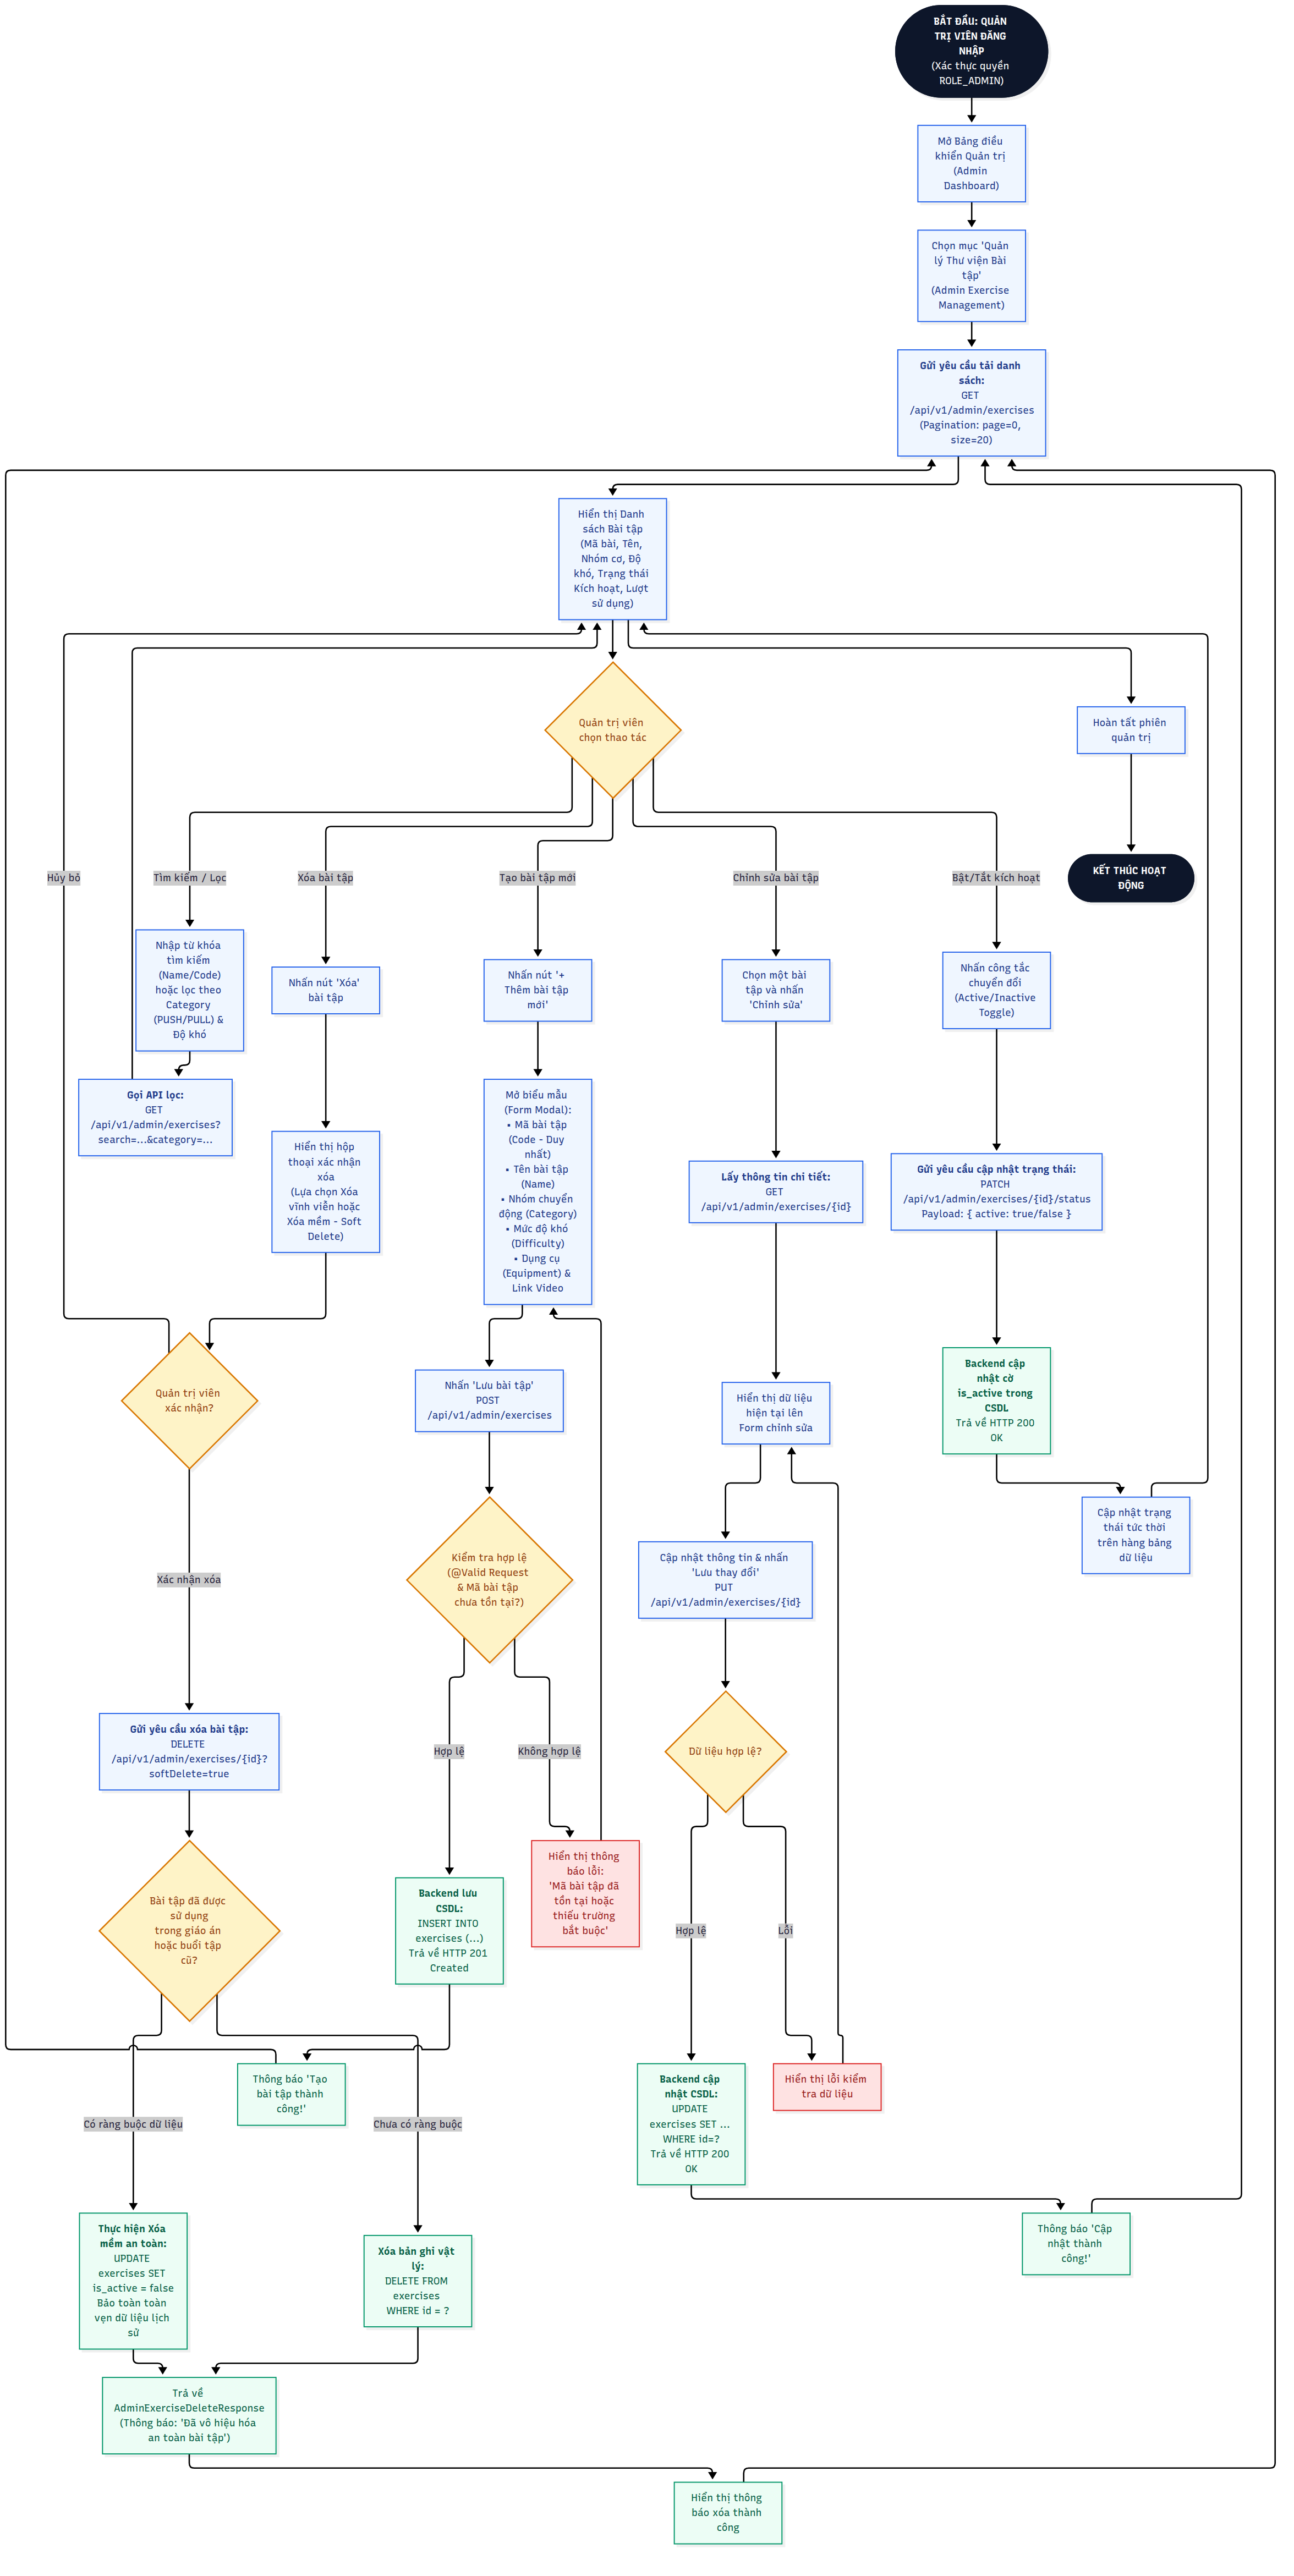 BẮT ĐẦU: QUẢN
TRỊ VIÊN ĐĂNG
NHẬP
(Xác thực quyền
ROLE_ADMIN)
Mở Bảng điều
khiển Quản trị
(Admin
Dashboard)
Chọn mục 'Quản
lý Thư viện Bài
tập'
(Admin Exercise
Management)
Gửi yêu cầu tải danh
sách:
GET
/api/v1/admin/exercises
(Pagination: page=0,
size=20)
Hiển thị Danh
sách Bài tập
(Mã bài, Tên,
Nhóm cơ, Độ
khó, Trạng thái
Kích hoạt, Lượt
sử dụng)
Quản trị viên
chọn thao tác
Hoàn tất phiên
quản trị
KẾT THÚC HOẠT
ĐỘNG
Hủy bỏ
Tìm kiếm / Lọc
Xóa bài tập
Tạo bài tập mới
Chỉnh sửa bài tập
Bật/Tắt kích hoạt
Nhập từ khóa
tìm kiếm
(Name/Code)
hoặc lọc theo
Category
(PUSH/PULL) &
Độ khó
Nhấn nút 'Xóa'
bài tập
Nhấn nút '+
Thêm bài tập
mới'
Chọn một bài
tập và nhấn
'Chỉnh sửa'
Nhấn công tắc
chuyển đổi
(Active/Inactive
Toggle)
Gọi API lọc:
GET
/api/v1/admin/exercises?
search=...&category=...
Hiển thị hộp
thoại xác nhận
xóa
(Lựa chọn Xóa
vĩnh viễn hoặc
Xóa mềm - Soft
Delete)
Mở biểu mẫu
(Form Modal):
• Mã bài tập
(Code - Duy
nhất)
• Tên bài tập
(Name)
• Nhóm chuyển
động (Category)
• Mức độ khó
(Difficulty)
• Dụng cụ
(Equipment) &
Link Video
Lấy thông tin chi tiết:
GET
/api/v1/admin/exercises/{id}
Gửi yêu cầu cập nhật trạng thái:
PATCH
/api/v1/admin/exercises/{id}/status
Payload: { active: true/false }
Quản trị viên
xác nhận?
Nhấn 'Lưu bài tập'
POST
/api/v1/admin/exercises
Hiển thị dữ liệu
hiện tại lên
Form chỉnh sửa
Backend cập
nhật cờ
is_active trong
CSDL
Trả về HTTP 200
OK
Cập nhật trạng
thái tức thời
trên hàng bảng
dữ liệu
Xác nhận xóa
Kiểm tra hợp lệ
(@Valid Request
& Mã bài tập
chưa tồn tại?)
Cập nhật thông tin & nhấn
'Lưu thay đổi'
PUT
/api/v1/admin/exercises/{id}
Gửi yêu cầu xóa bài tập:
DELETE
/api/v1/admin/exercises/{id}?
softDelete=true
Hợp lệ
Không hợp lệ
Dữ liệu hợp lệ?
Bài tập đã được
sử dụng
trong giáo án
hoặc buổi tập
cũ?
Backend lưu
CSDL:
INSERT INTO
exercises (...)
Trả về HTTP 201
Created
Hiển thị thông
báo lỗi:
'Mã bài tập đã
tồn tại hoặc
thiếu trường
bắt buộc'
Hợp lệ
Lỗi
Thông báo 'Tạo
bài tập thành
công!'
Backend cập
nhật CSDL:
UPDATE
exercises SET ...
WHERE id=?
Trả về HTTP 200
OK
Hiển thị lỗi kiểm
tra dữ liệu
Có ràng buộc dữ liệu
Chưa có ràng buộc
Thực hiện Xóa
mềm an toàn:
UPDATE
exercises SET
is_active = false
Bảo toàn toàn
vẹn dữ liệu lịch
sử
Xóa bản ghi vật
lý:
DELETE FROM
exercises
WHERE id = ?
Thông báo 'Cập
nhật thành
công!'
Trả về
AdminExerciseDeleteResponse
(Thông báo: 'Đã vô hiệu hóa
an toàn bài tập')
Hiển thị thông
báo xóa thành
công